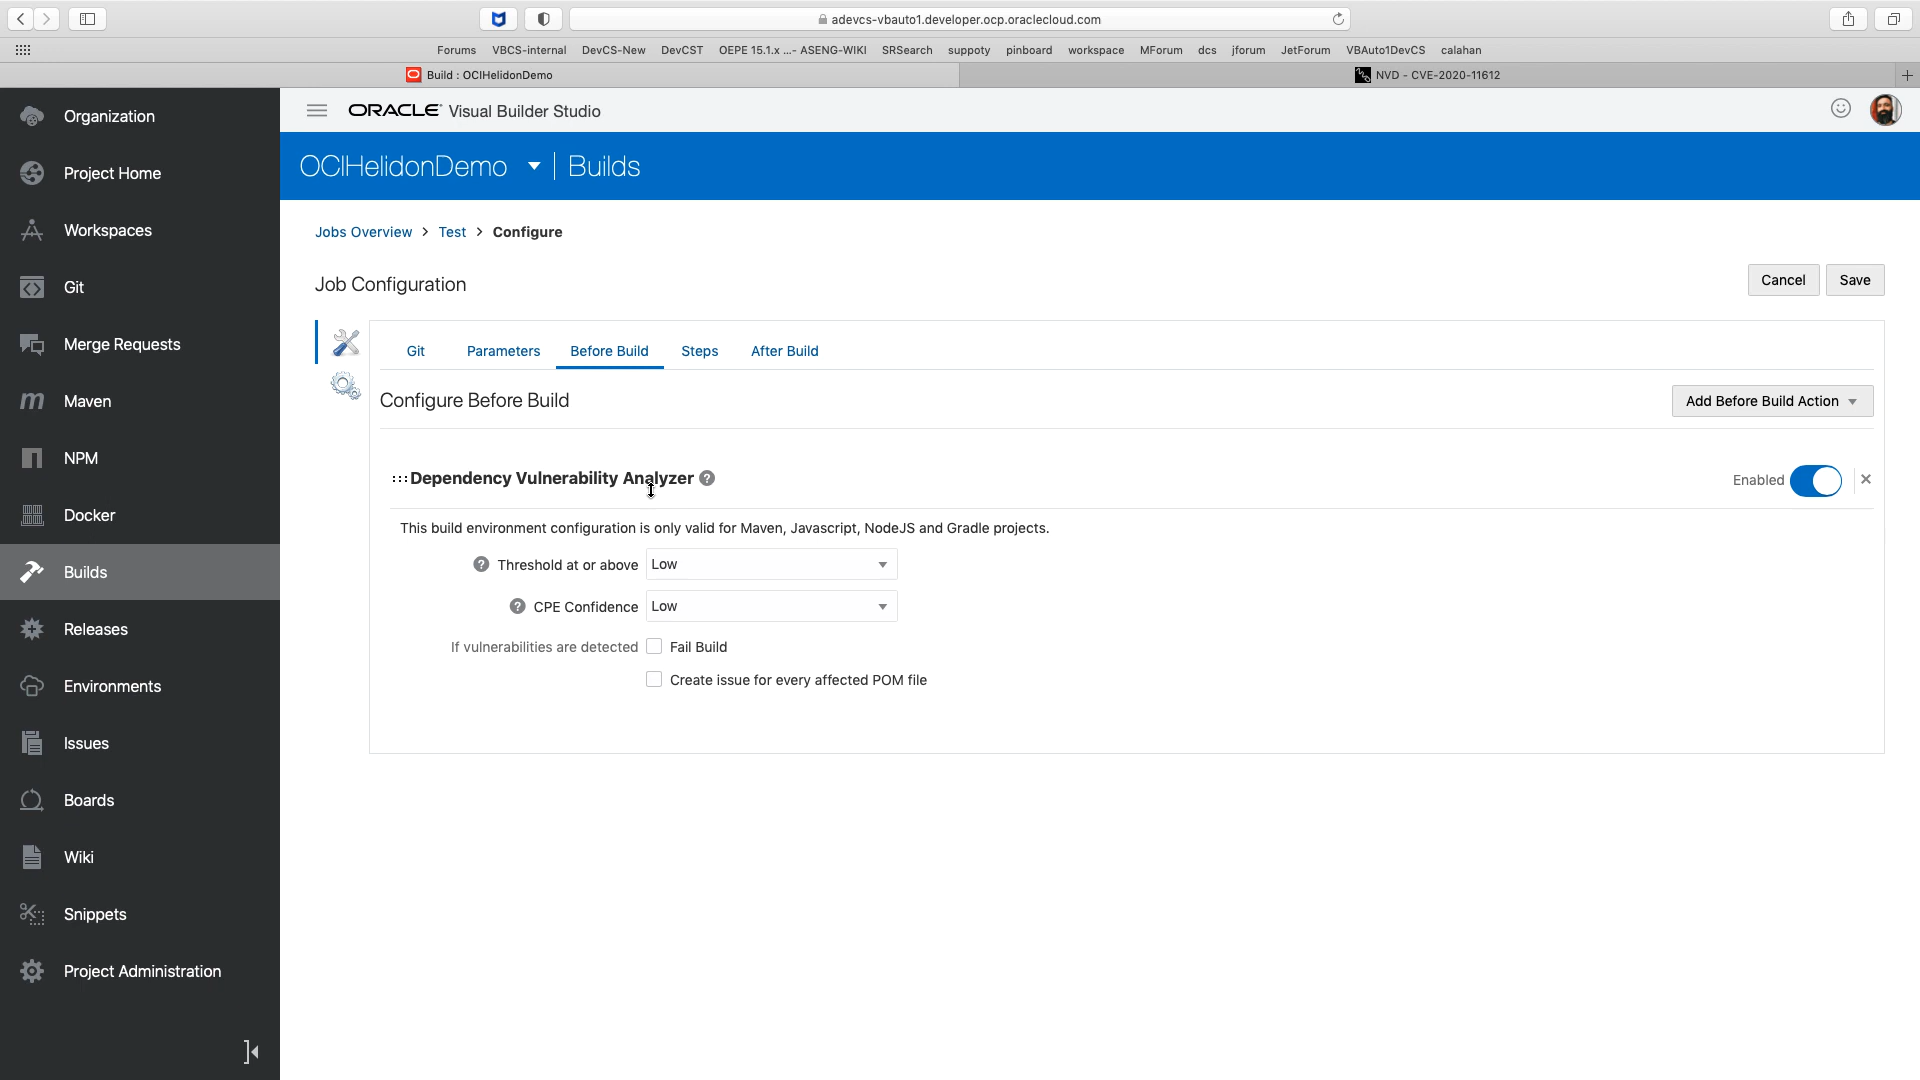 adevcs-vbauto1.developer.ocp.oraclecloud.com
Forums VBCS-internal DevCS-New DevCST OEPE 15.1.x ...- ASENG-WIKI SRSearch suppoty pinboard workspace MForum dcs jforum JetForum VBAuto1DevCS calahan
Build : OCIHelidonDemo
NVD - CVE-2020-11612
ORACLE Visual Builder Studio
OCIHelidonDemo Builds
Organization
Project Home
Workspaces
Git
Merge Requests
Maven
NPM
Docker
Builds
Releases
Environments
Issues
Boards
Wiki
Snippets
Project Administration
Jobs Overview > Test > Configure
Job Configuration
Cancel Save
Git Parameters Before Build Steps After Build
Configure Before Build
Add Before Build Action
Dependency Vulnerability Analyzer ?
Enabled
This build environment configuration is only valid for Maven, Javascript, NodeJS and Gradle projects.
? Threshold at or above Low
? CPE Confidence Low
If vulnerabilities are detected Fail Build
Create issue for every affected POM file